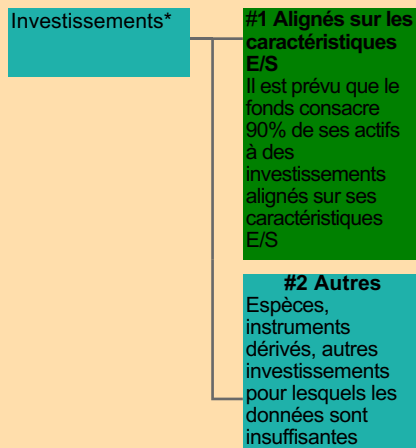 Investissements*
#1 Alignés sur les
caractéristiques
E/S
Il est prévu que le
fonds consacre
90% de ses actifs
à des
investissements
alignés sur ses
caractéristiques
E/S
#2 Autres
Espèces,
instruments
dérivés, autres
investissements
pour lesquels les
données sont
insuffisantes